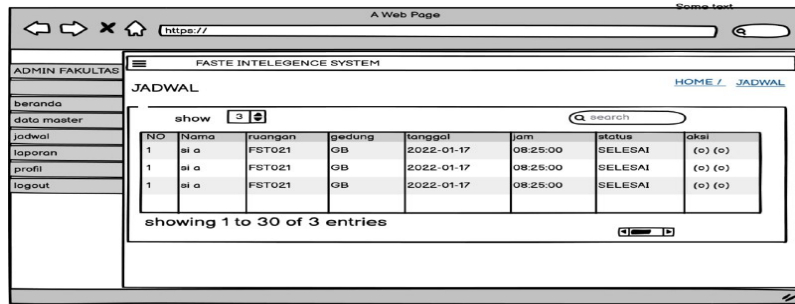 Some text
A Web Page
https://
ADMIN FAKULTAS
beranda
data master
jadwal
laporan
profil
logout
FASTE INTELEGENCE SYSTEM
JADWAL
HOME / JADWAL
show 3
search
NO Nama ruangan gedung tanggal jam status aksi
1 si a FST021 GB 2022-01-17 08:25:00 SELESAI (o) (o)
1 si a FST021 GB 2022-01-17 08:25:00 SELESAI (o) (o)
1 si a FST021 GB 2022-01-17 08:25:00 SELESAI (o) (o)
showing 1 to 30 of 3 entries